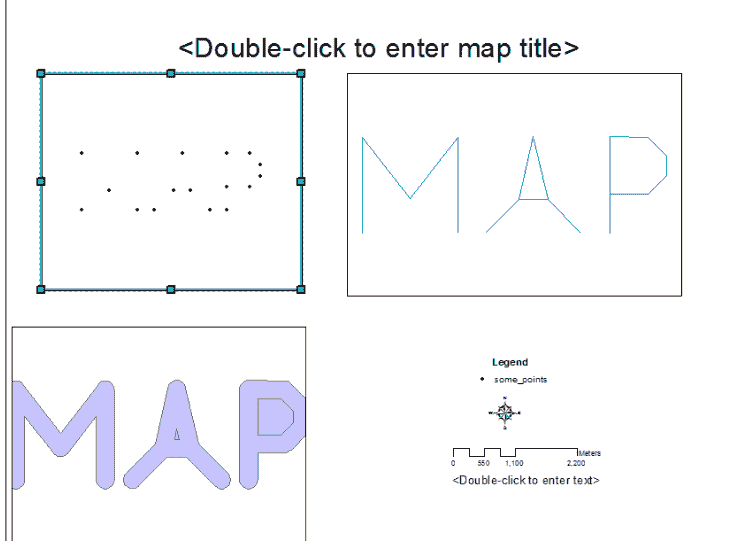 <Double-click to enter map title>
MAP
MAP
Legend
some_points
Meters
0 550 1,100 2,200
<Double-click to enter text>